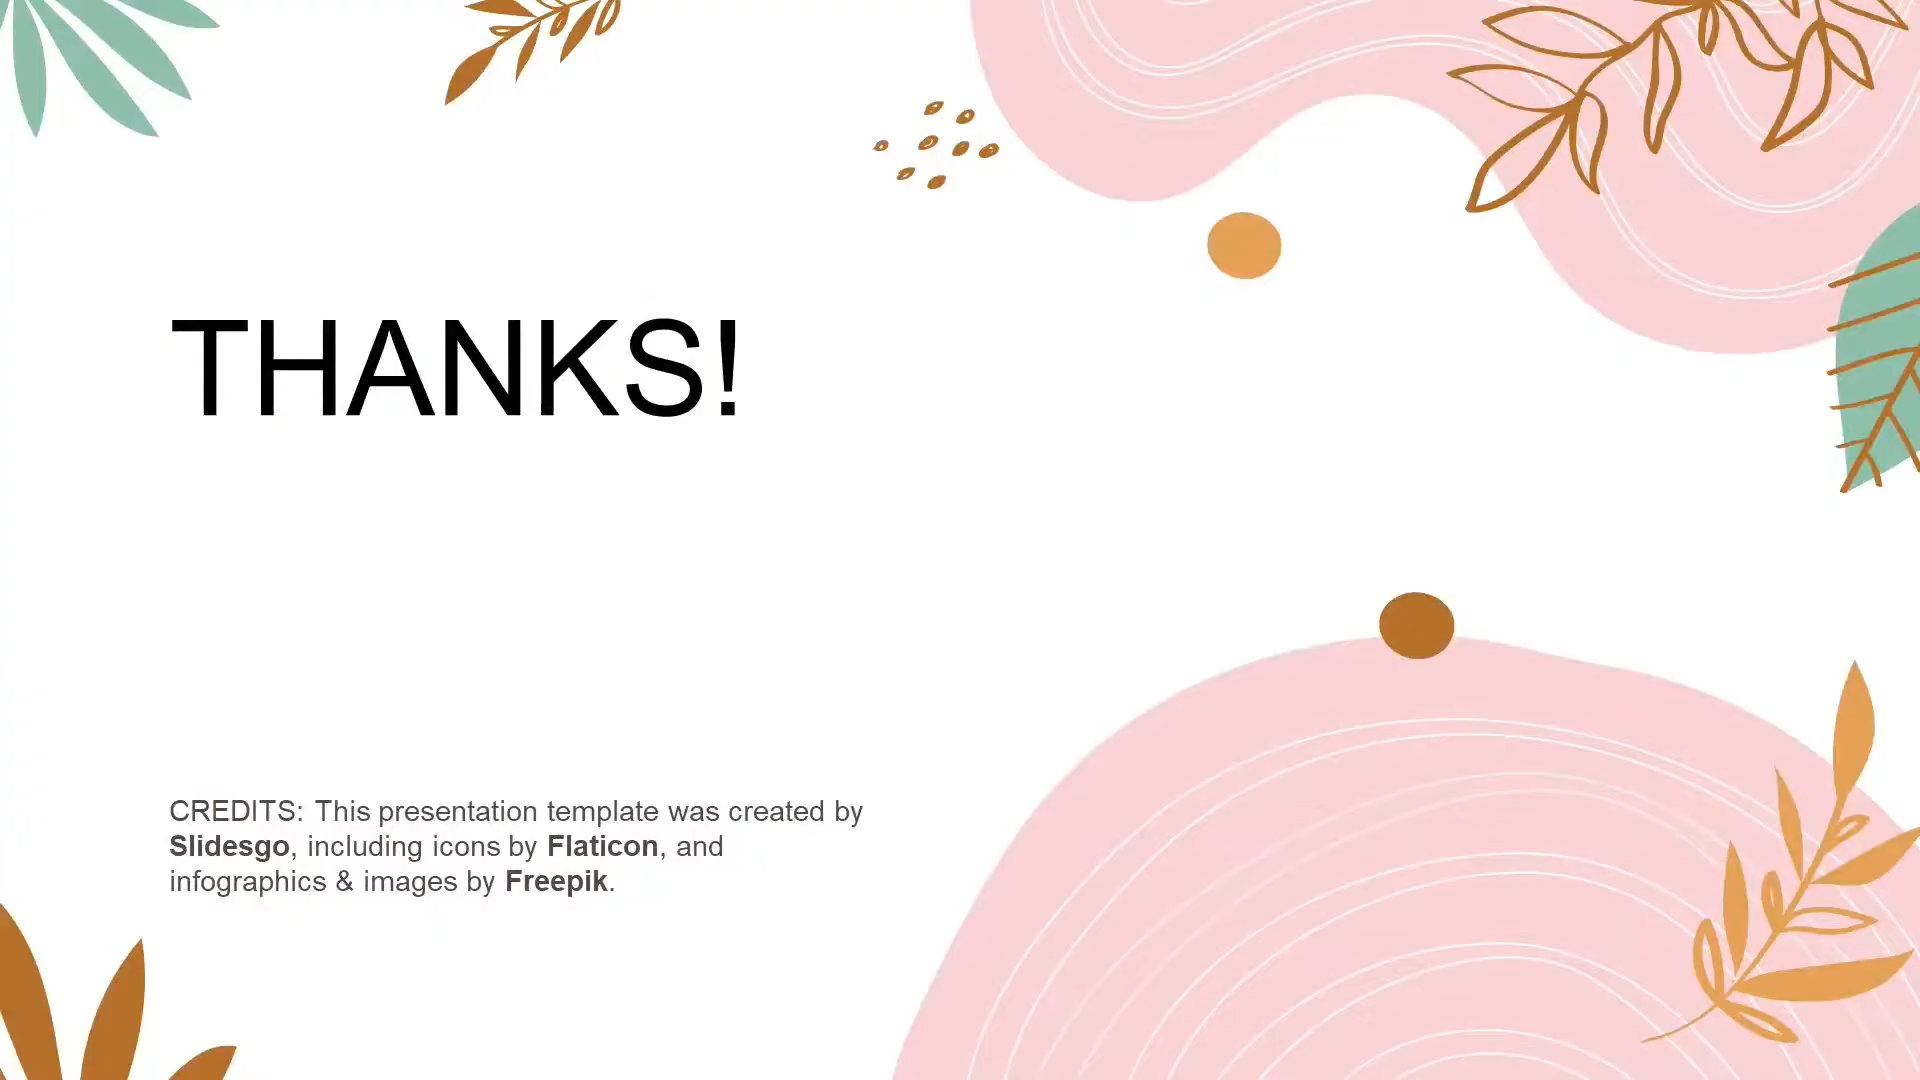 THANKS!
CREDITS: This presentation template was created by
Slidesgo, including icons by Flaticon, and
infographics & images by Freepik.